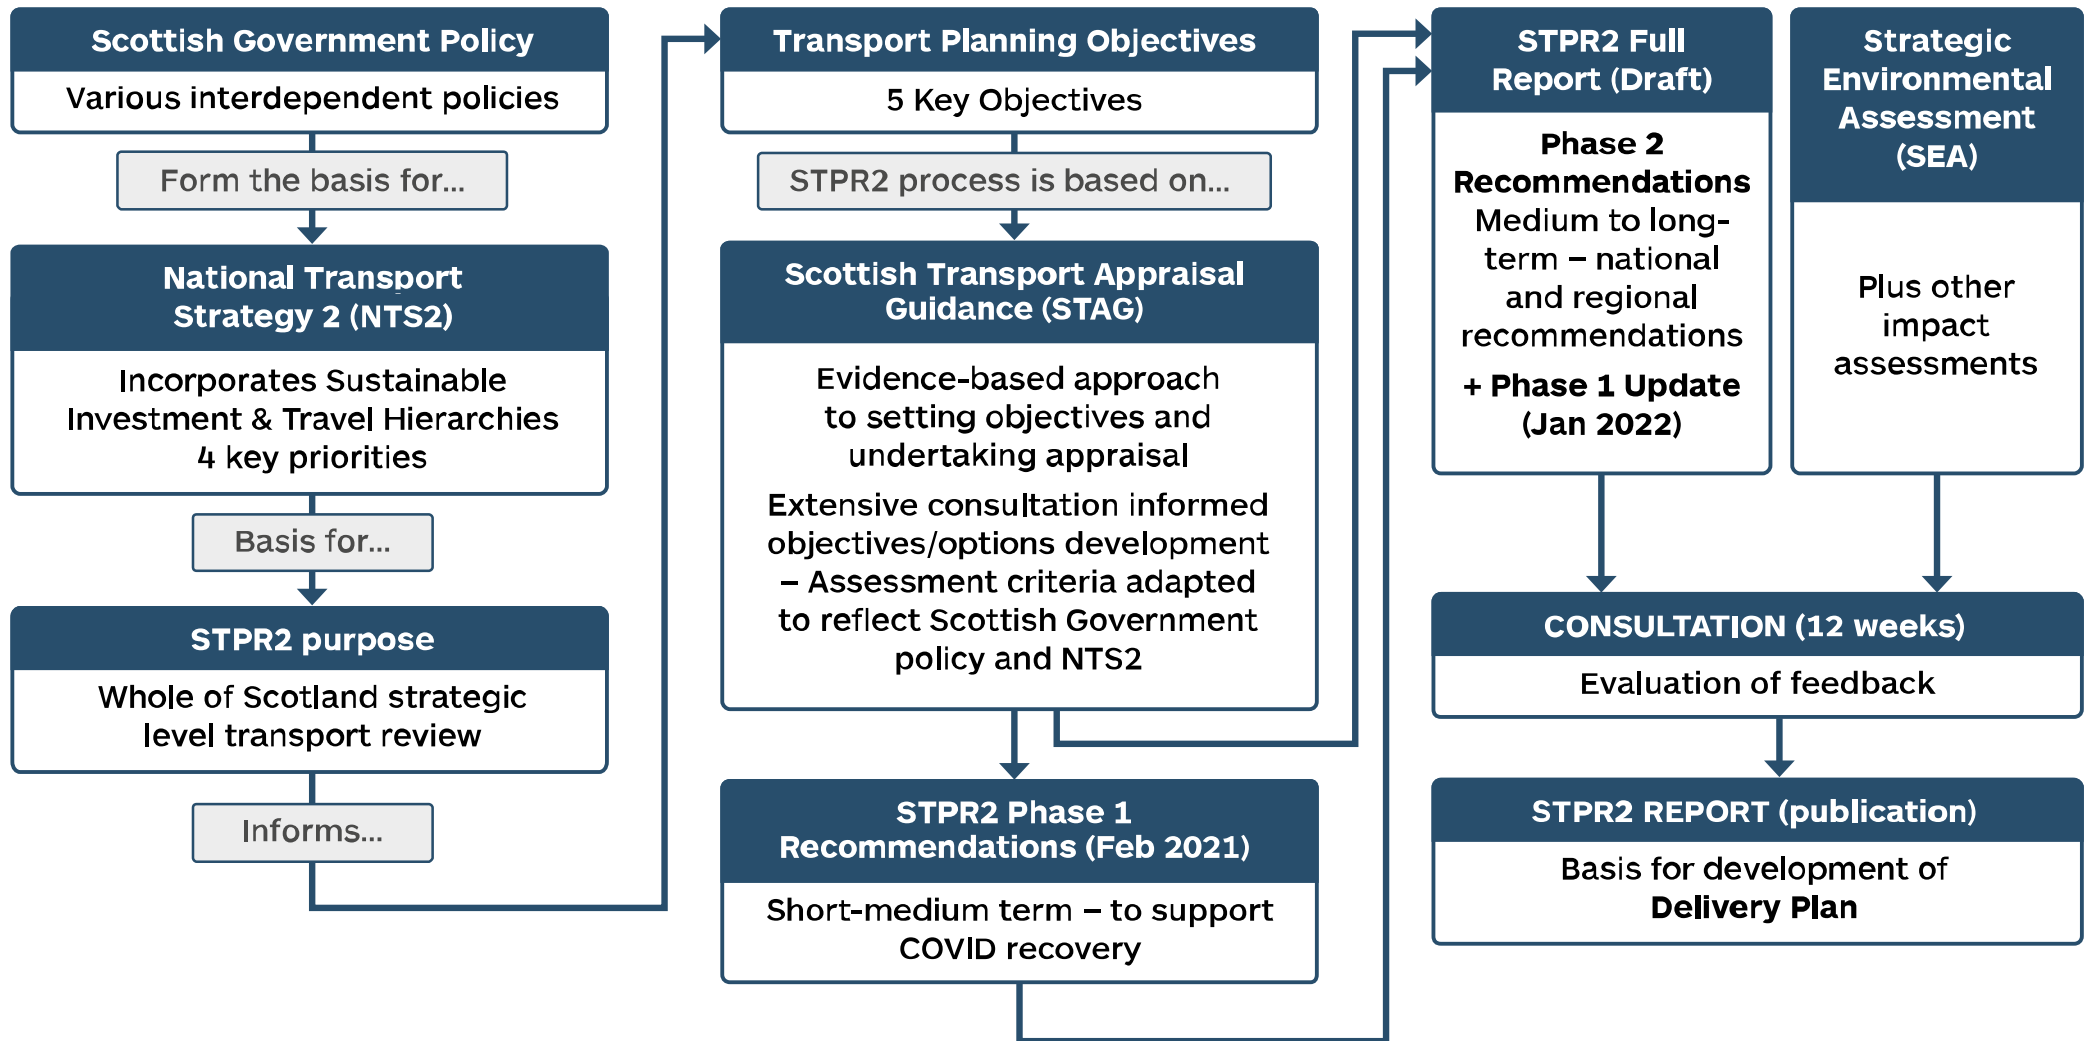 Scottish Government Policy
Various interdependent policies
Form the basis for...
National Transport
Strategy 2 (NTS2)
Incorporates Sustainable
Investment & Travel Hierarchies
4 key priorities
Basis for...
STPR2 purpose
Whole of Scotland strategic
level transport review
Informs...
Transport Planning Objectives
5 Key Objectives
STPR2 process is based on...
Scottish Transport Appraisal
Guidance (STAG)
Evidence-based approach
to setting objectives and
undertaking appraisal
Extensive consultation informed
objectives/options development
– Assessment criteria adapted
to reflect Scottish Government
policy and NTS2
STPR2 Phase 1
Recommendations (Feb 2021)
Short-medium term – to support
COVID recovery
STPR2 Full
Report (Draft)
Phase 2
Recommendations
Medium to long-
term – national
and regional
recommendations
+ Phase 1 Update
(Jan 2022)
Strategic
Environmental
Assessment
(SEA)
Plus other
impact
assessments
CONSULTATION (12 weeks)
Evaluation of feedback
STPR2 REPORT (publication)
Basis for development of
Delivery Plan